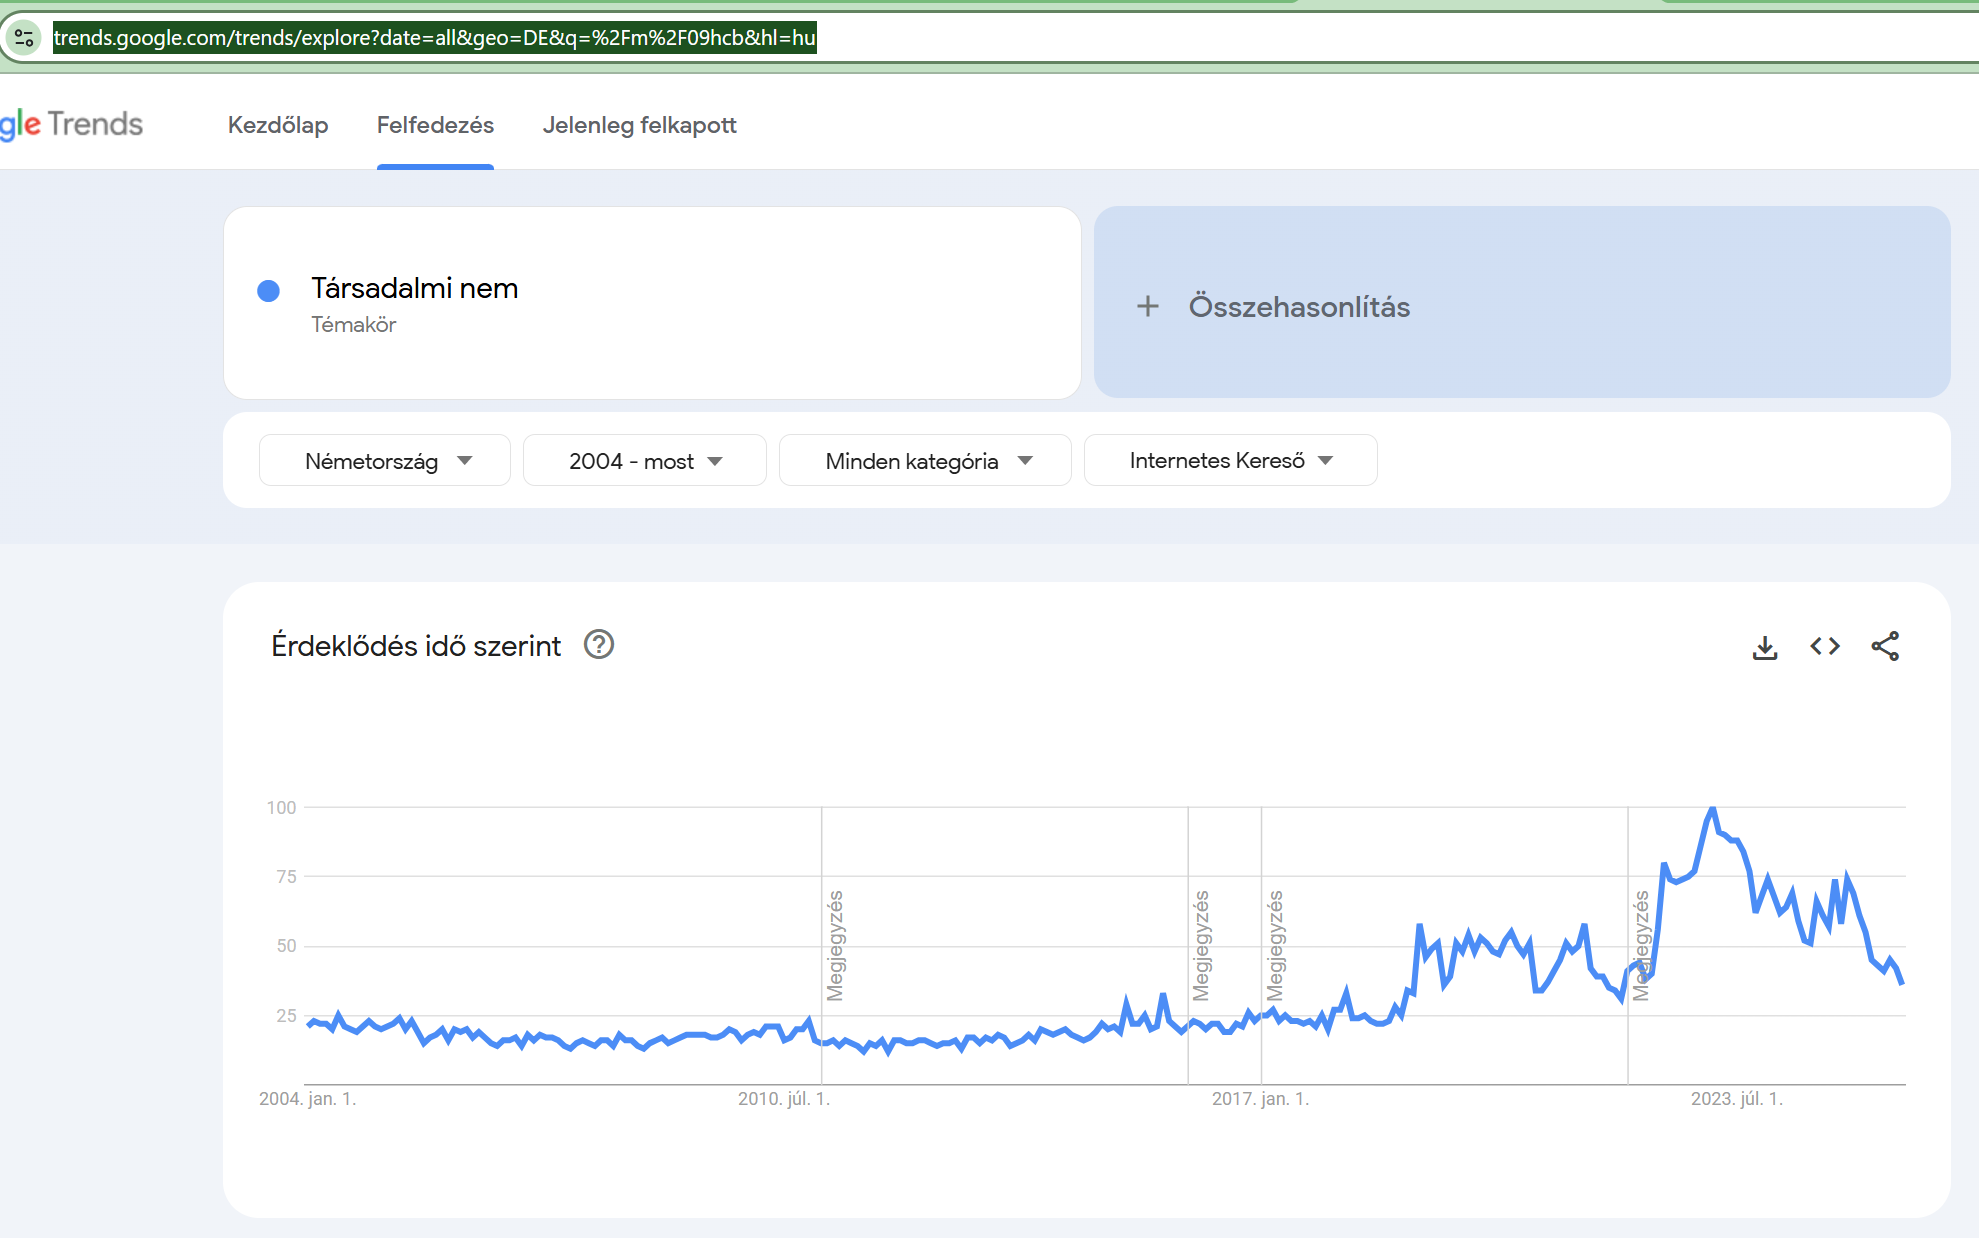 trends.google.com/trends/explore?date=all&geo=DE&q=%2Fm%2F09hcb&hl=hu
gle Trends
Kezdőlap
Felfedezés
Jelenleg felkapott
Társadalmi nem
Témakör
+ Összehasonlítás
Németország
2004 - most
Minden kategória
Internetes Kereső
Érdeklődés idő szerint
100
75
50
25
Megjegyzés
Megjegyzés
Megjegyzés
Megjegyzés
2004. jan. 1.
2010. júl. 1.
2017. jan. 1.
2023. júl. 1.